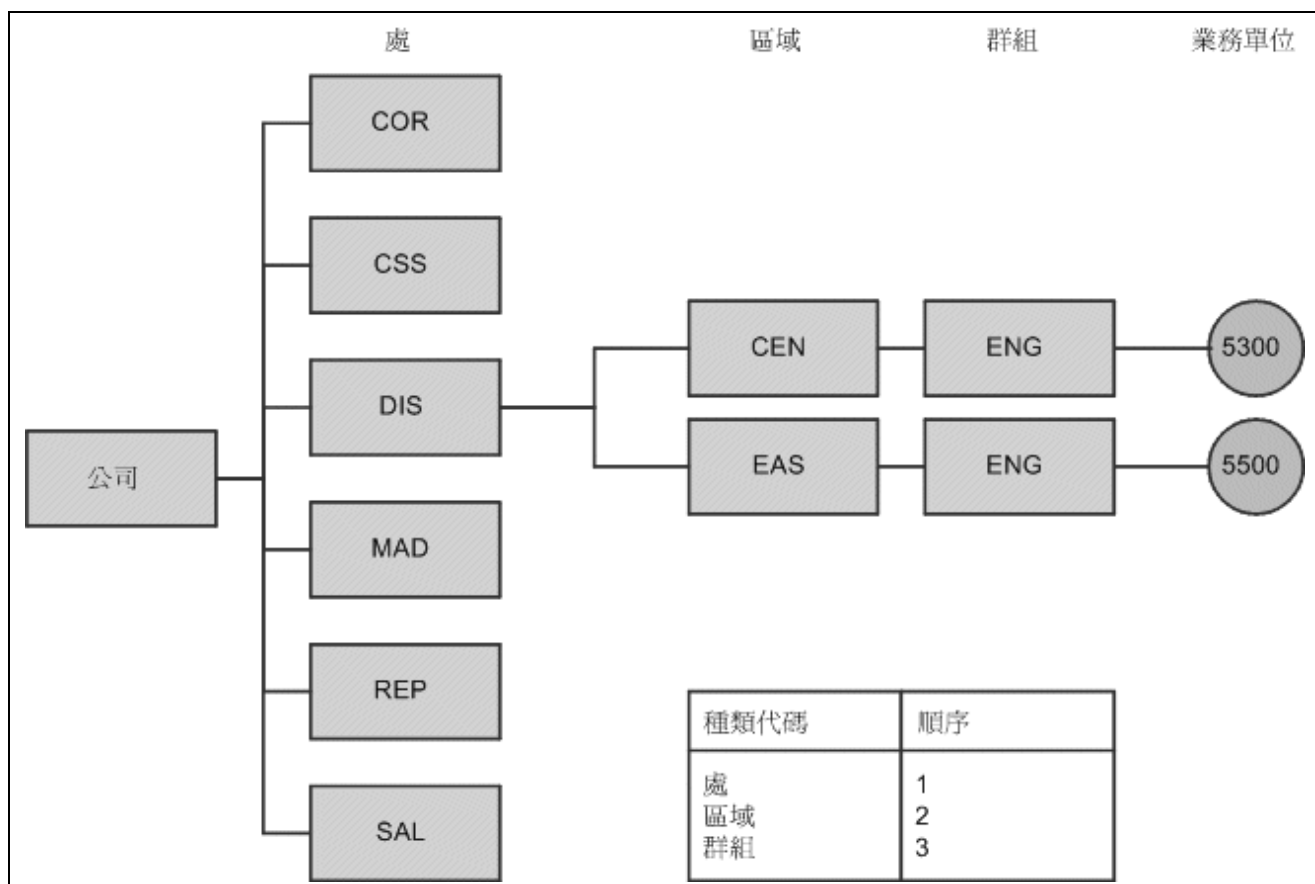 處 區域 群組 業務單位
COR
CSS
CEN ENG 5300
DIS
EAS ENG 5500
公司
MAD
REP
種類代碼 順序
處 1
區域 2
群組 3
SAL